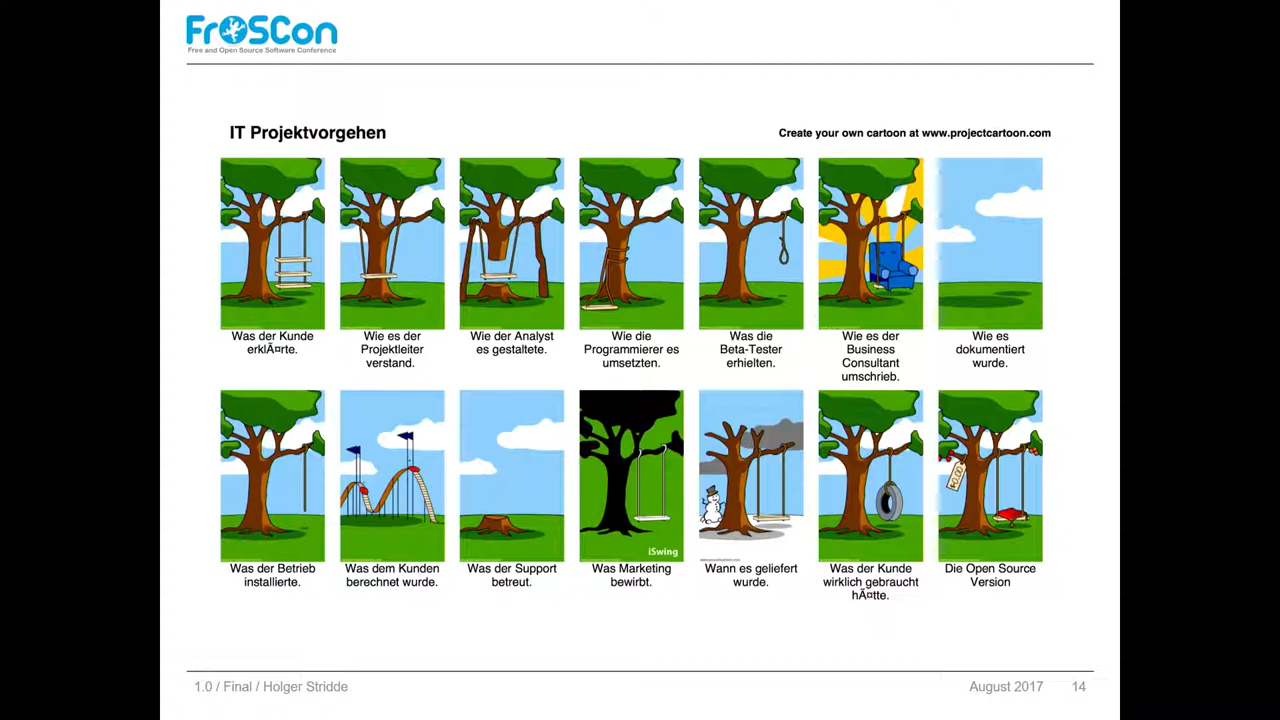 FrOSCon
Free and Open Source Software Conference
IT Projektvorgehen
Create your own cartoon at www.projectcartoon.com
Was der Kunde
erklÃ¤rte.
Wie es der
Projektleiter
verstand.
Wie der Analyst
es gestaltete.
Wie die
Programmierer es
umsetzten.
Was die
Beta-Tester
erhielten.
Wie es der
Business
Consultant
umschrieb.
Wie es
dokumentiert
wurde.
Was der Betrieb
installierte.
Was dem Kunden
berechnet wurde.
Was der Support
betreut.
iSwing
Was Marketing
bewirbt.
Wann es geliefert
wurde.
Was der Kunde
wirklich gebraucht
hÃ¤tte.
$0.00
Die Open Source
Version
1.0 / Final / Holger Stridde
August 2017
14